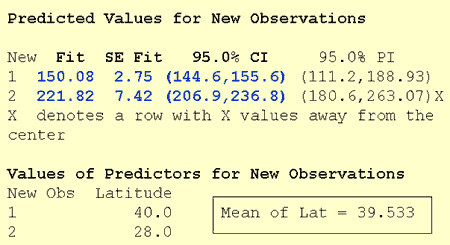 Predicted Values for New Observations
New Fit SE Fit 95.0% CI 95.0% PI
1 150.08 2.75 (144.6,155.6) (111.2,188.93)
2 221.82 7.42 (206.9,236.8) (180.6,263.07)X
X denotes a row with X values away from the
center
Values of Predictors for New Observations
New Obs Latitude
1 40.0
2 28.0
Mean of Lat = 39.533